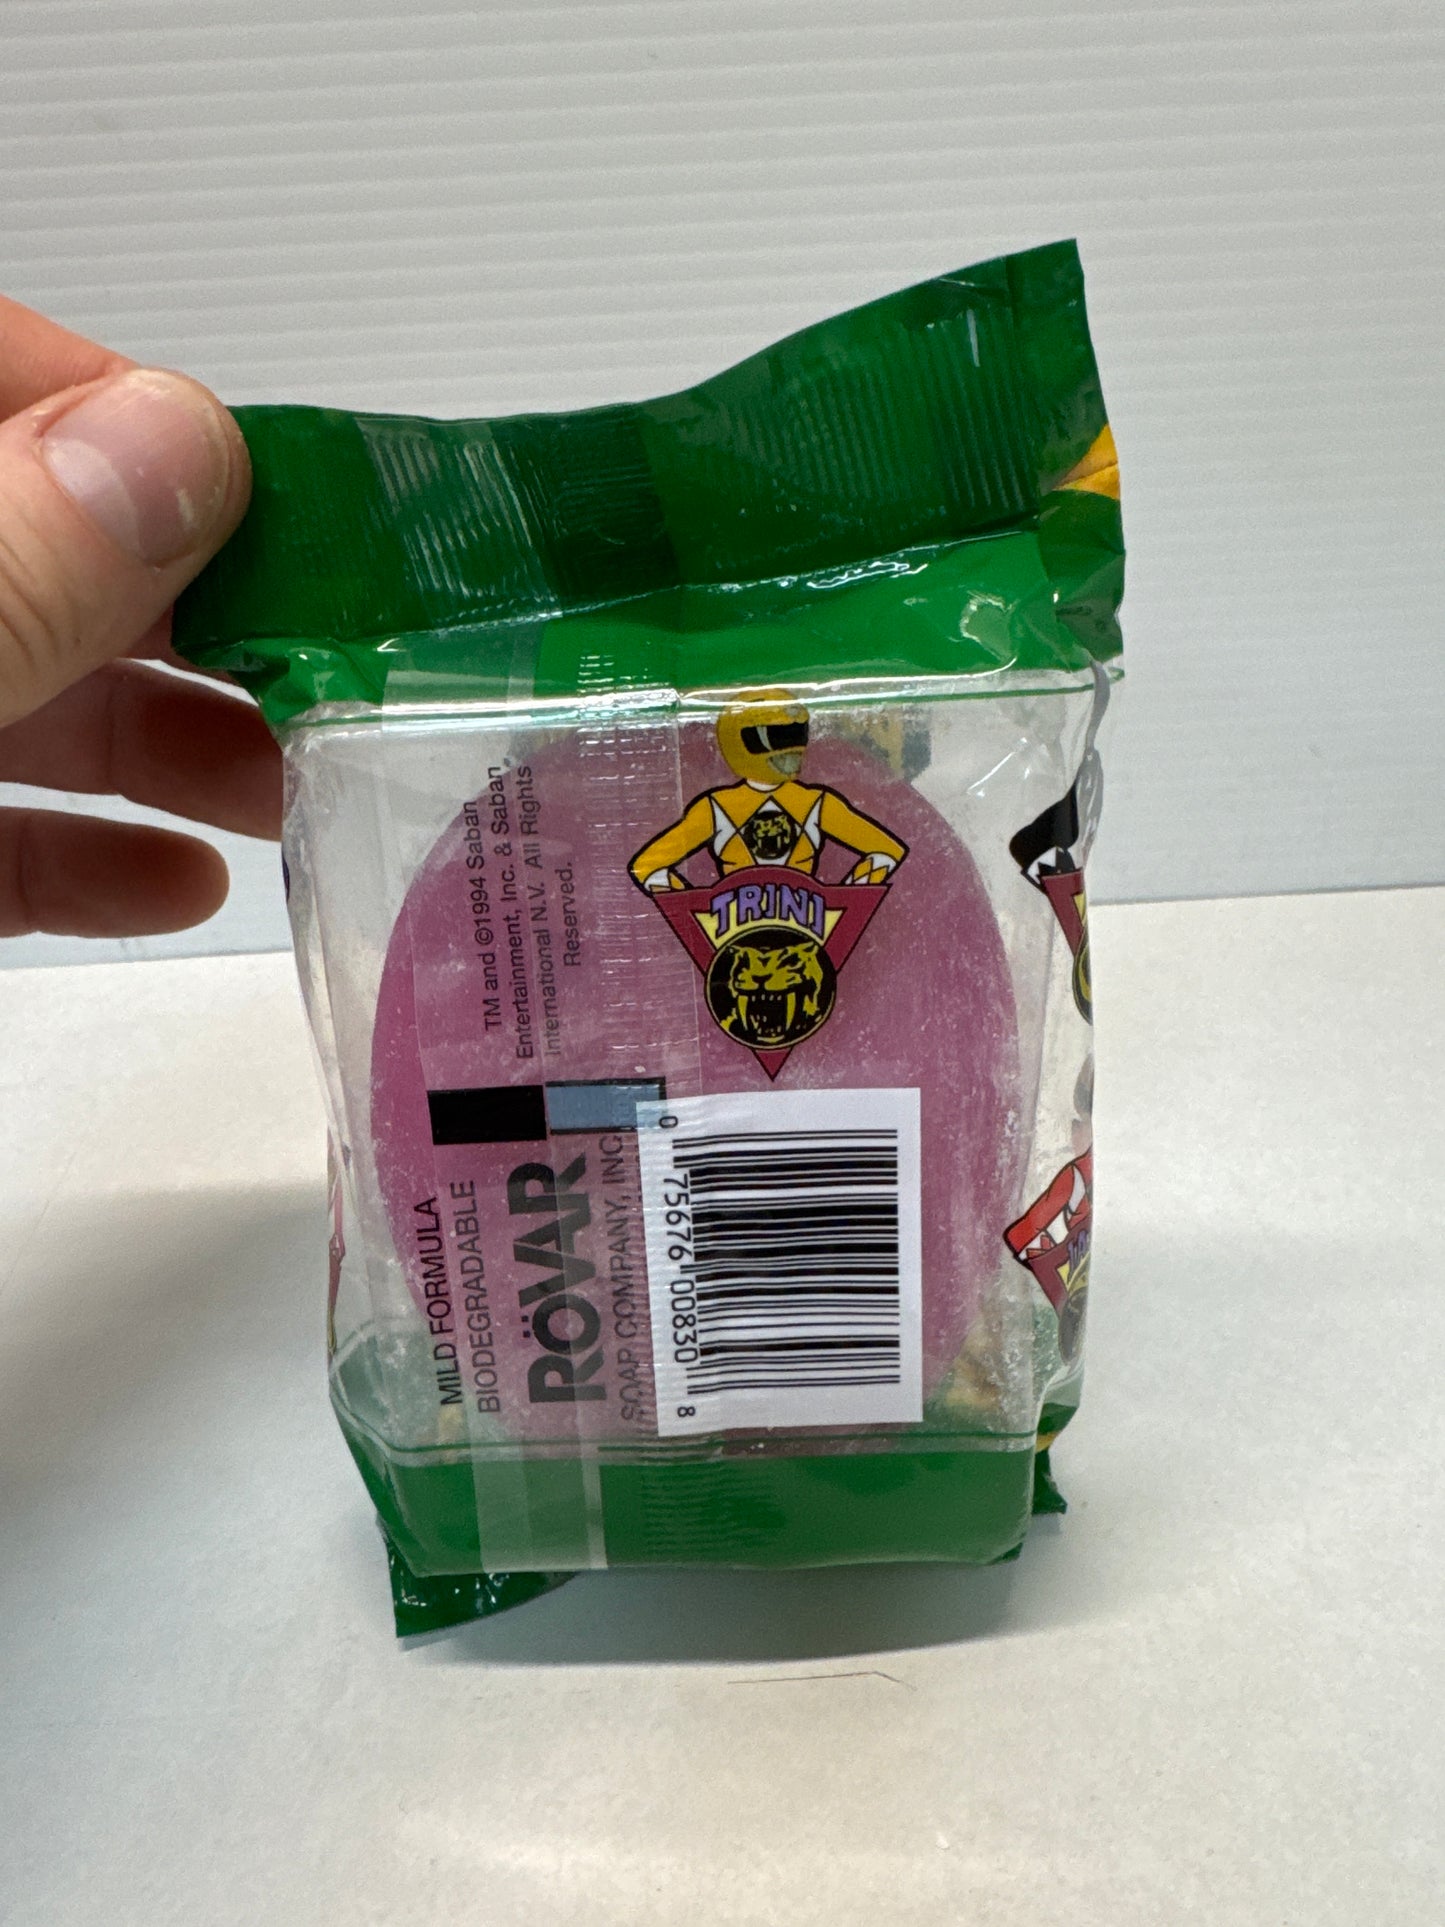 TM and ©1994 Saban
Entertainment, Inc. & Saban
International N.V. All Rights
Reserved.
MILD FORMULA
BIODEGRADABLE
RÖVAR
SOAP COMPANY, INC.
TRINI
0 75676 00830 8